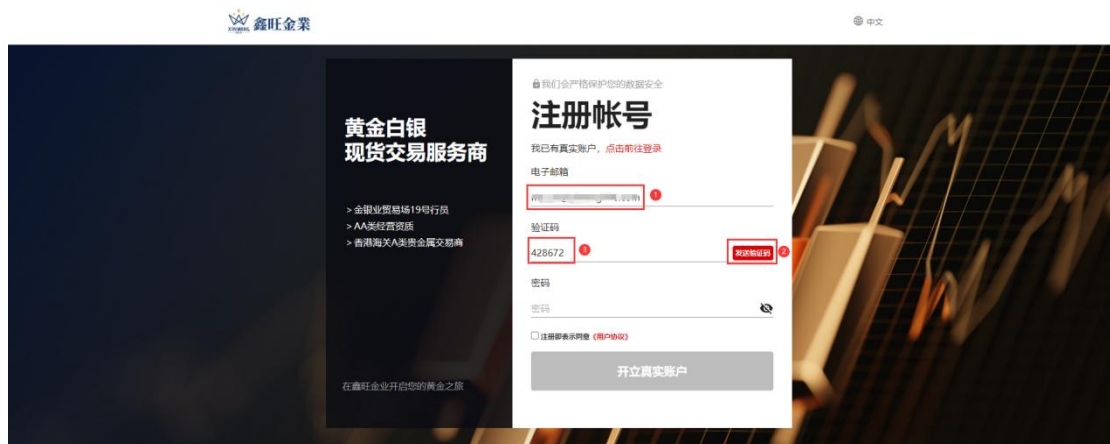 XINWANG 鑫旺金業
中文
黄金白银
现货交易服务商
> 金银业贸易场19号行员
> AA类经营资质
> 香港海关A类贵金属交易商
在鑫旺金业开启您的黄金之旅
我们会严格保护您的数据安全
注册帐号
我已有真实账户，点击前往登录
电子邮箱
1
验证码
428672 3 发送验证码 2
密码
密码
注册即表示同意《用户协议》
开立真实账户